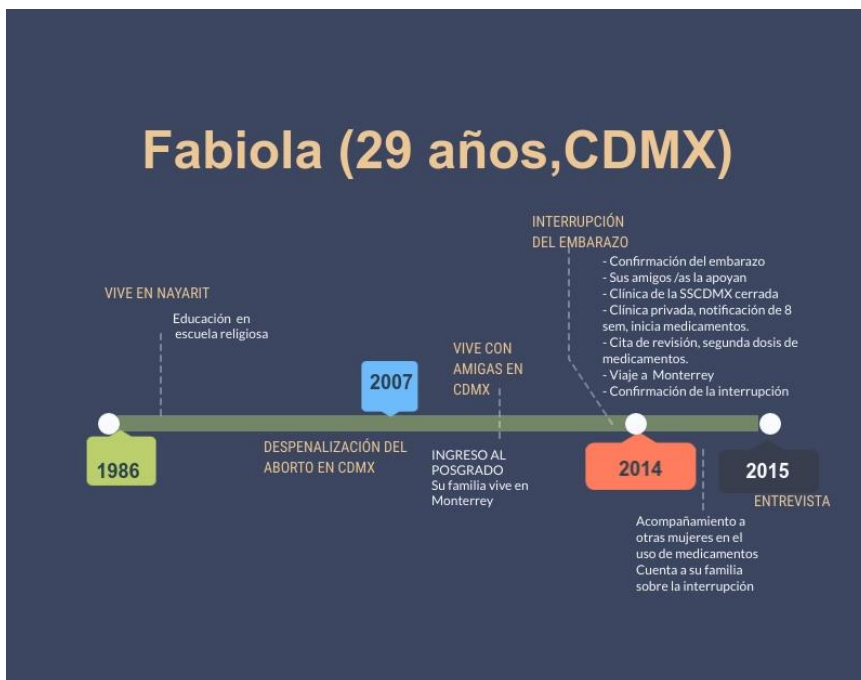 Fabiola (29 años,CDMX)
INTERRUPCIÓN
DEL EMBARAZO
- Confirmación del embarazo
- Sus amigos /as la apoyan
- Clínica de la SSCDMX cerrada
- Clínica privada, notificación de 8
sem, inicia medicamentos.
- Cita de revisión, segunda dosis de
medicamentos.
- Viaje a Monterrey
- Confirmación de la interrupción
VIVE EN NAYARIT
Educación en
escuela religiosa
VIVE CON
AMIGAS EN
CDMX
2007
1986
DESPENALIZACIÓN DEL
ABORTO EN CDMX
INGRESO AL
POSGRADO
Su familia vive en
Monterrey
2014
2015
ENTREVISTA
Acompañamiento a
otras mujeres en el
uso de medicamentos
Cuenta a su familia
sobre la interrupción